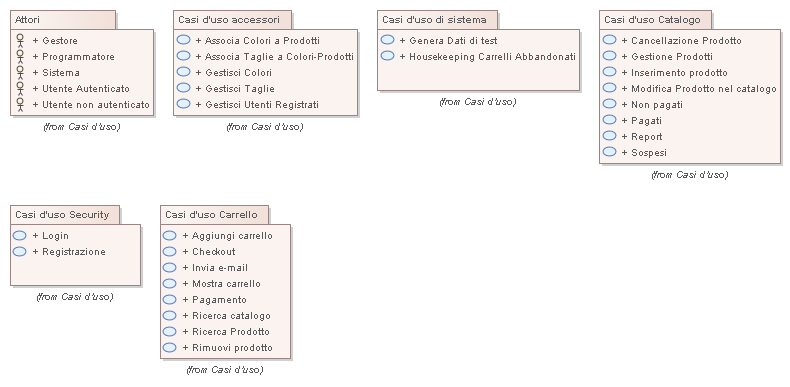 Attori
+ Gestore
+ Programmatore
+ Sistema
+ Utente Autenticato
+ Utente non autenticato
(from Casi d'uso)
Casi d'uso accessori
+ Associa Colori a Prodotti
+ Associa Taglie a Colori-Prodotti
+ Gestisci Colori
+ Gestisci Taglie
+ Gestisci Utenti Registrati
(from Casi d'uso)
Casi d'uso di sistema
+ Genera Dati di test
+ Housekeeping Carrelli Abbandonati
(from Casi d'uso)
Casi d'uso Catalogo
+ Cancellazione Prodotto
+ Gestione Prodotti
+ Inserimento prodotto
+ Modifica Prodotto nel catalogo
+ Non pagati
+ Pagati
+ Report
+ Sospesi
(from Casi d'uso)
Casi d'uso Security
+ Login
+ Registrazione
(from Casi d'uso)
Casi d'uso Carrello
+ Aggiungi carrello
+ Checkout
+ Invia e-mail
+ Mostra carrello
+ Pagamento
+ Ricerca catalogo
+ Ricerca Prodotto
+ Rimuovi prodotto
(from Casi d'uso)